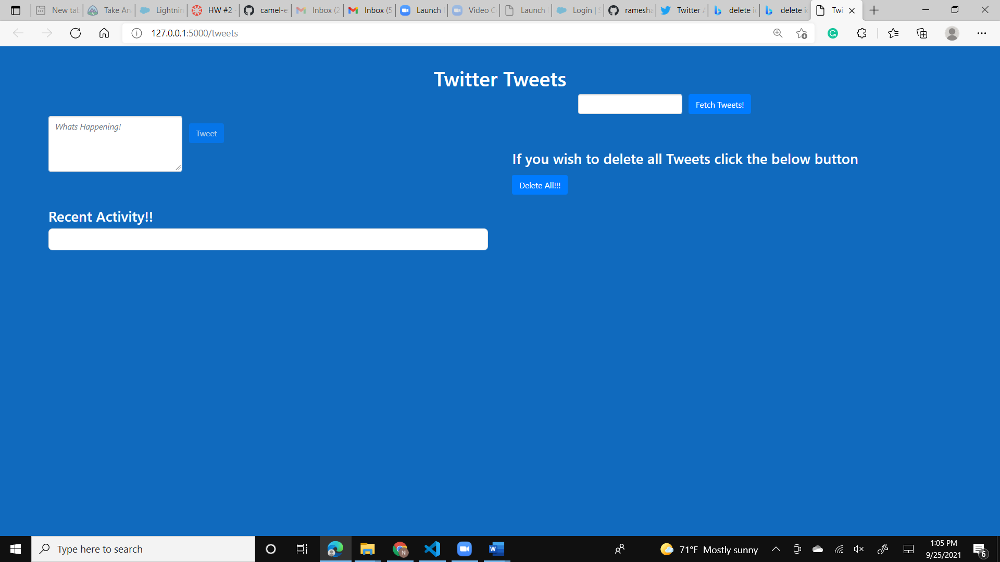 New tab
Take An
Lightnin
HW #2 -
camel-e
Inbox (2
Inbox (5
Launch
Video C
Launch
Login | S
ramesha
Twitter A
delete ic
delete ic
Twi
127.0.0.1:5000/tweets
Twitter Tweets
Fetch Tweets!
Whats Happening!
Tweet
If you wish to delete all Tweets click the below button
Delete All!!!
Recent Activity!!
Type here to search
N
71°F Mostly sunny
1:05 PM
9/25/2021
6